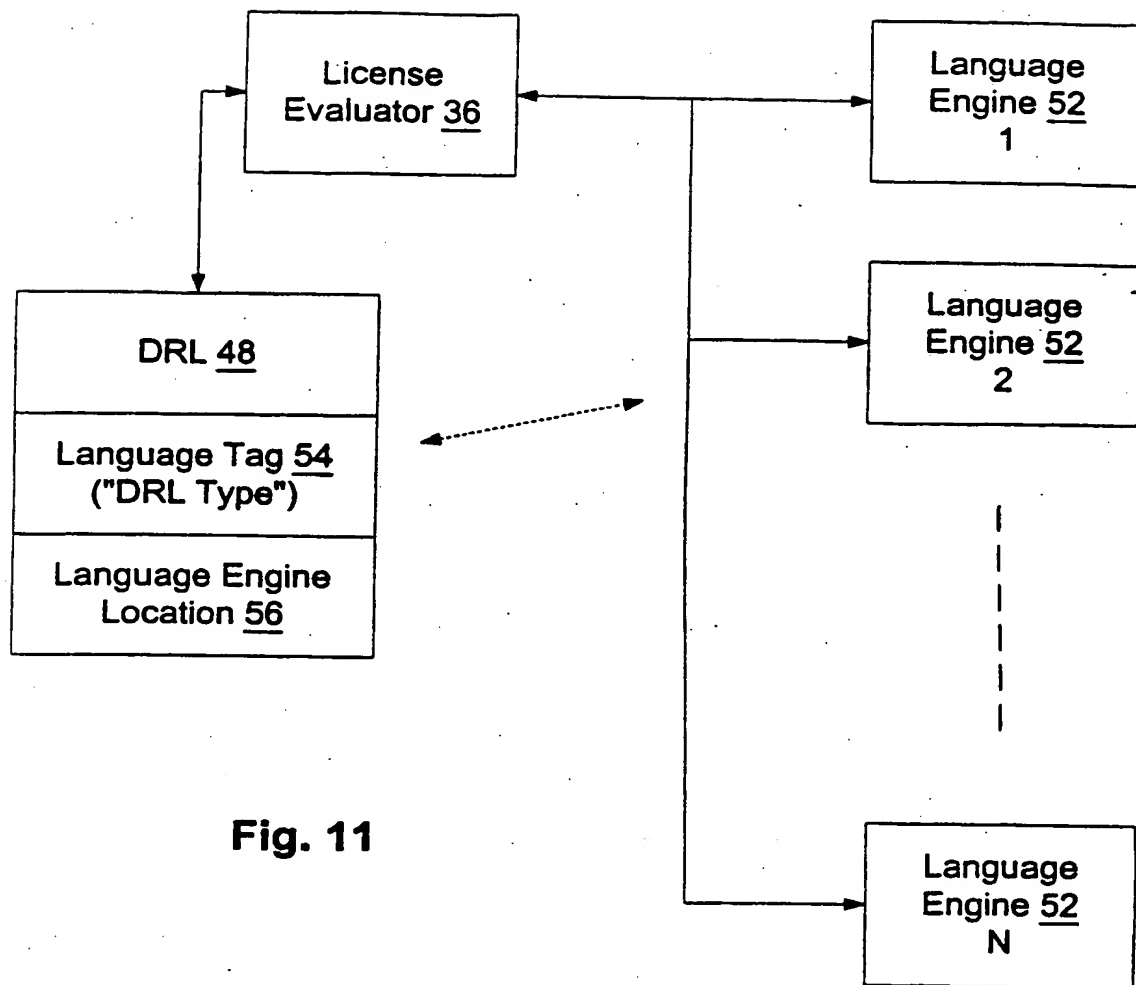 License
Evaluator 36
Language
Engine 52
1
Language
Engine 52
2
DRL 48
Language Tag 54
("DRL Type")
Language Engine
Location 56
Fig. 11
Language
Engine 52
N